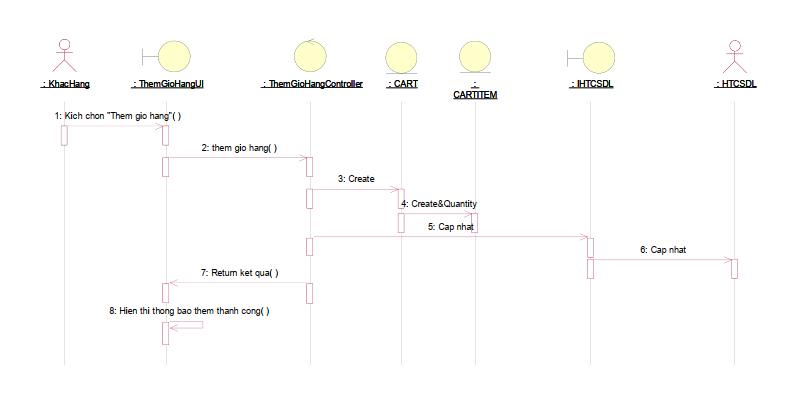 : KhacHang
: ThemGioHangUI
: ThemGioHangController
: CART
:
CARTITEM
: IHTCSDL
: HTCSDL
1: Kich chon "Them gio hang"( )
2: them gio hang( )
3: Create
4: Create&Quantity
5: Cap nhat
6: Cap nhat
7: Return ket qua( )
8: Hien thi thong bao them thanh cong( )